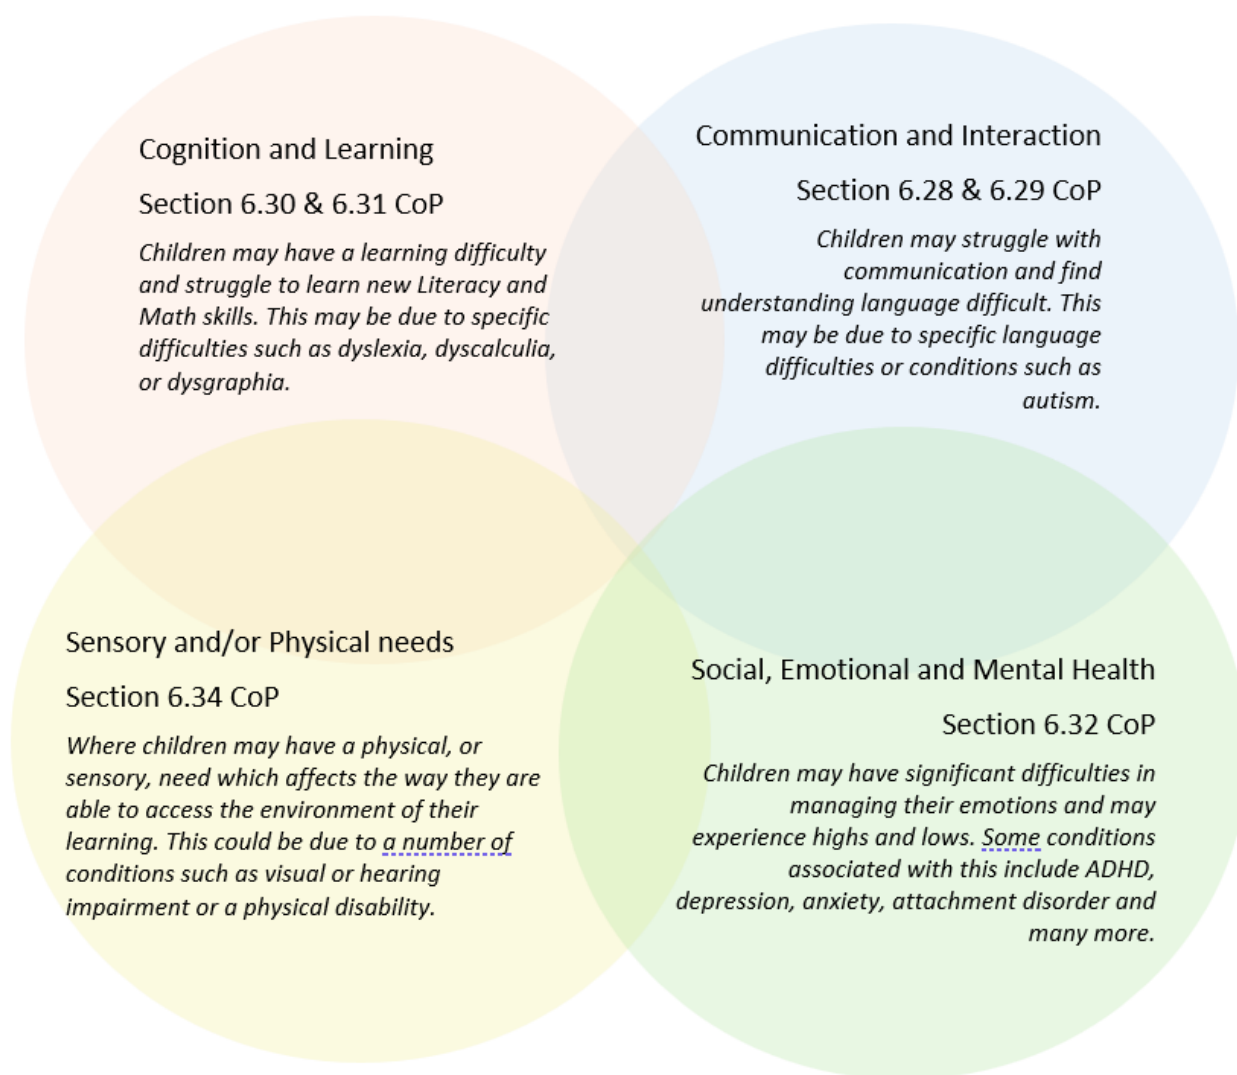 Cognition and Learning
Section 6.30 & 6.31 CoP
Children may have a learning difficulty
and struggle to learn new Literacy and
Math skills. This may be due to specific
difficulties such as dyslexia, dyscalculia,
or dysgraphia.
Communication and Interaction
Section 6.28 & 6.29 CoP
Children may struggle with
communication and find
understanding language difficult. This
may be due to specific language
difficulties or conditions such as
autism.
Sensory and/or Physical needs
Section 6.34 CoP
Where children may have a physical, or
sensory, need which affects the way they are
able to access the environment of their
learning. This could be due to a number of
conditions such as visual or hearing
impairment or a physical disability.
Social, Emotional and Mental Health
Section 6.32 CoP
Children may have significant difficulties in
managing their emotions and may
experience highs and lows. Some conditions
associated with this include ADHD,
depression, anxiety, attachment disorder and
many more.